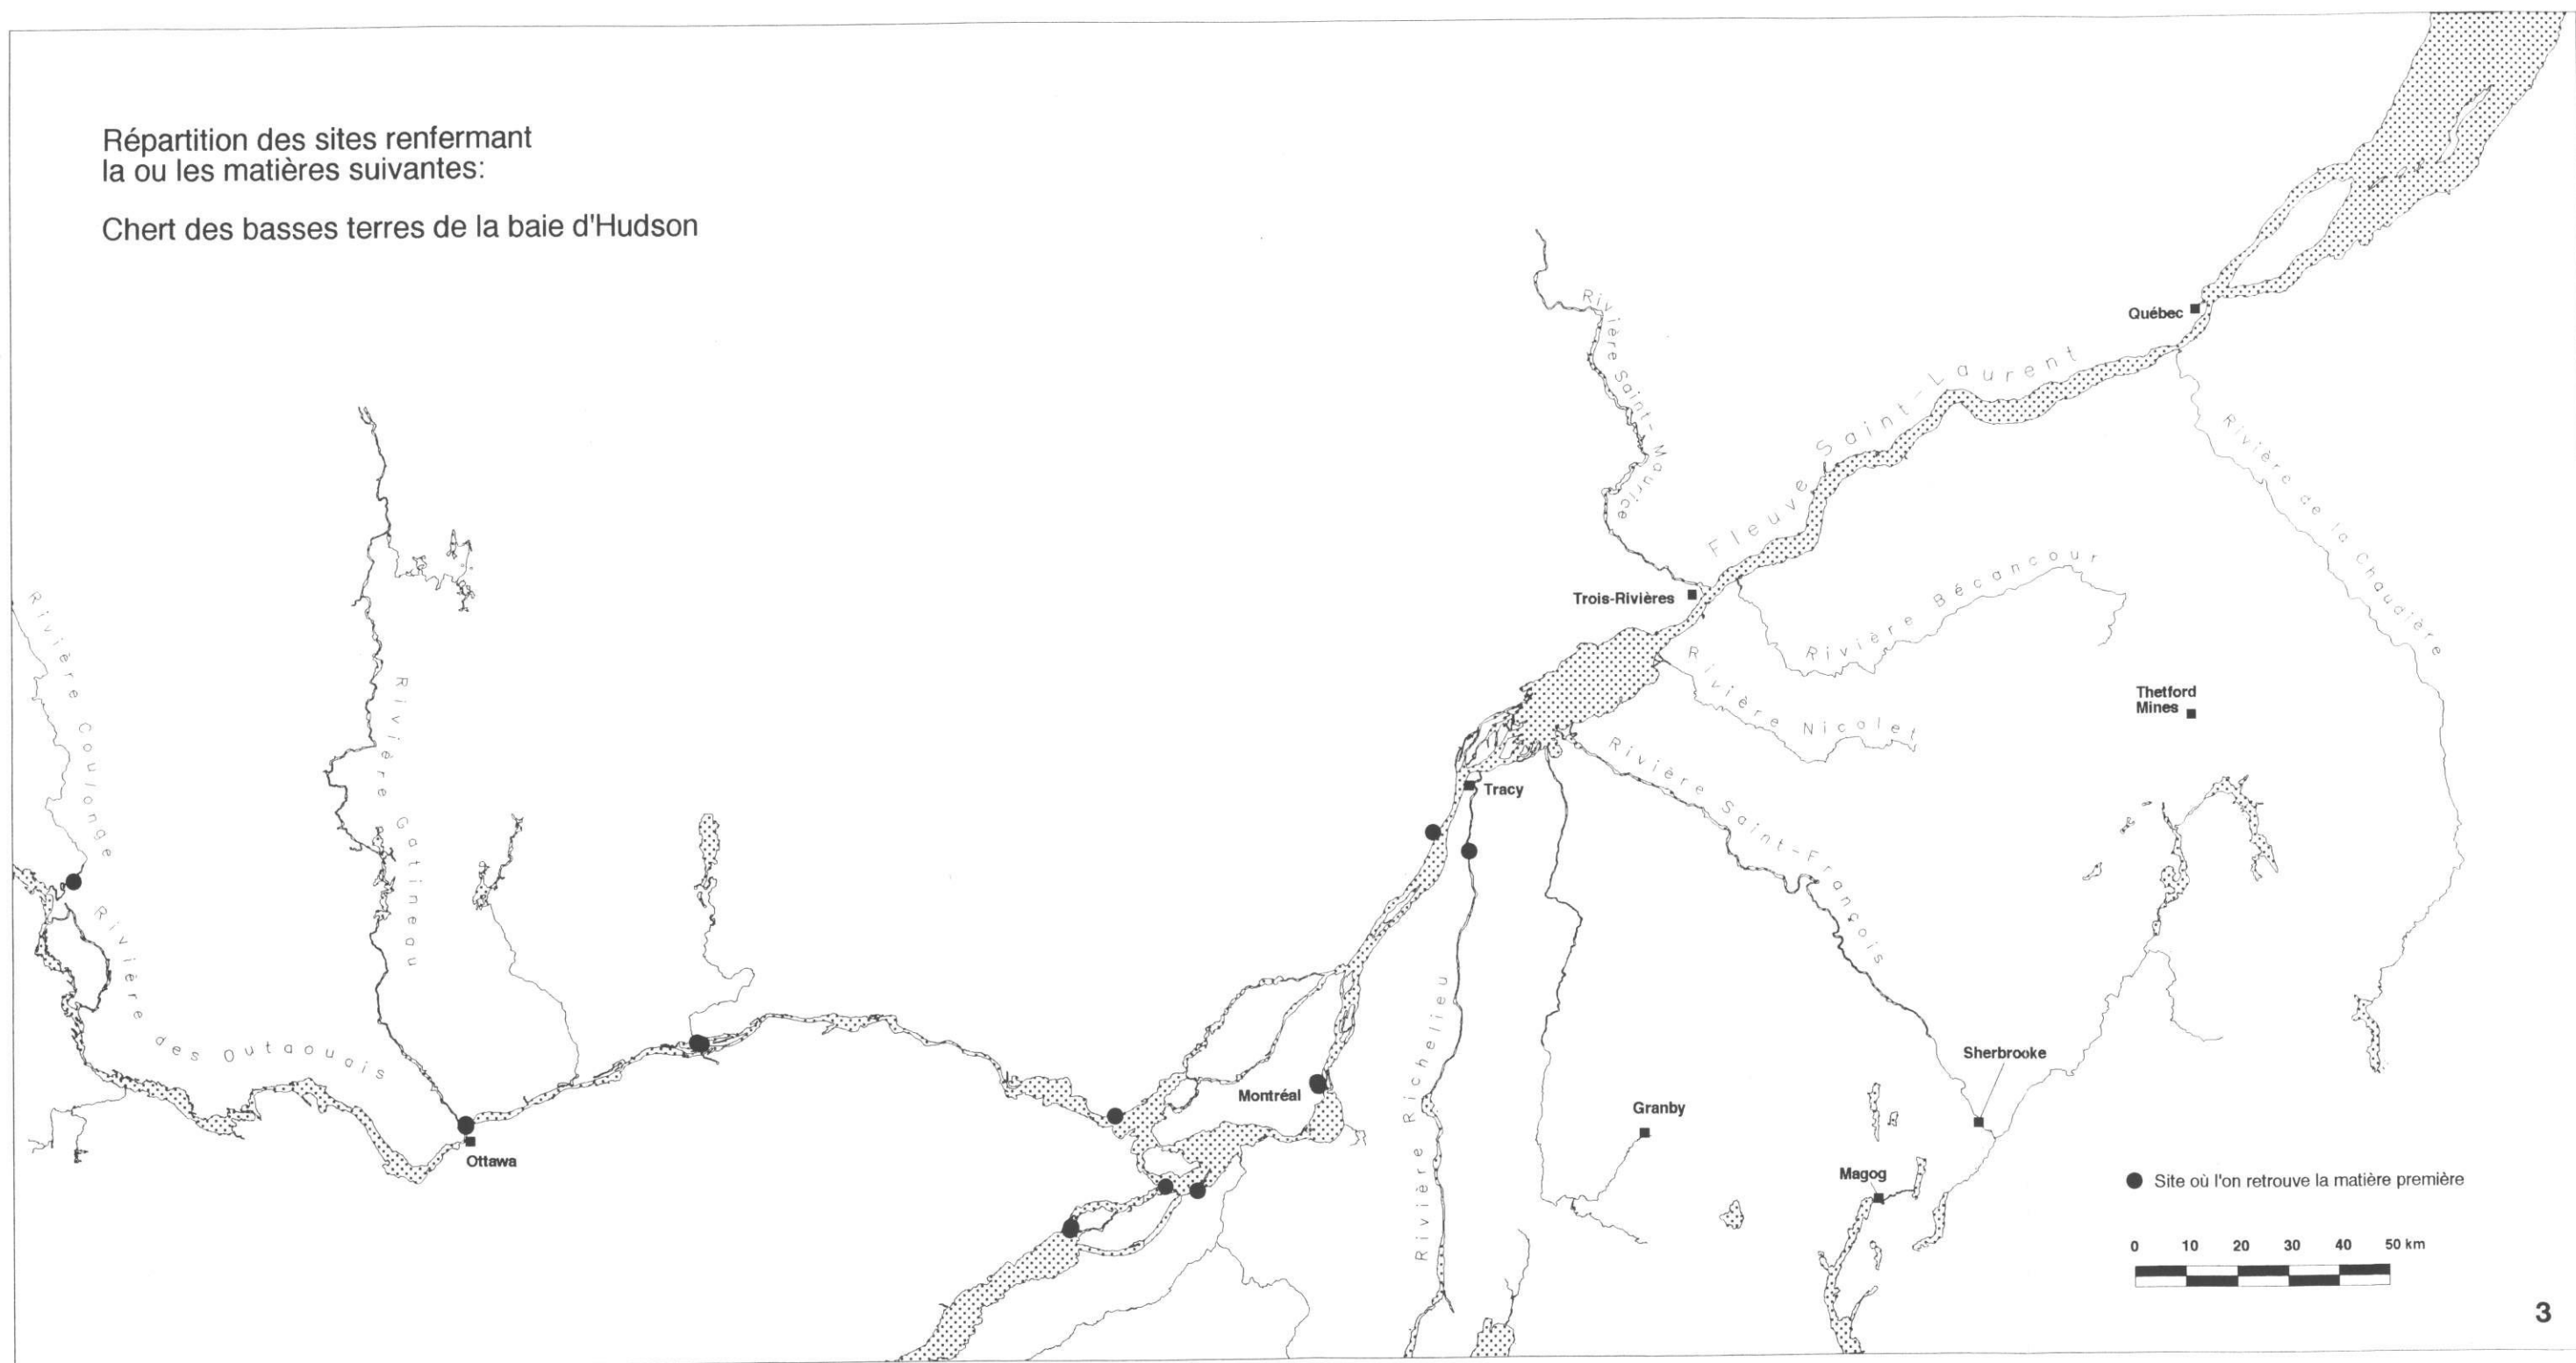 Répartition des sites renfermant
la ou les matières suivantes:
Chert des basses terres de la baie d'Hudson
Rivière Saint-Maurice
Québec
Fleuve Saint-Laurent
Rivière de la Chaudière
Trois-Rivières
Rivière Bécancour
Rivière Nicolet
Thetford
Mines
Rivière Coulonge
Rivière Gatineau
Tracy
Rivière Saint-François
Rivière des Outaouais
Rivière Richelieu
Montréal
Sherbrooke
Granby
Ottawa
Magog
Site où l'on retrouve la matière première
0 10 20 30 40 50 km
3